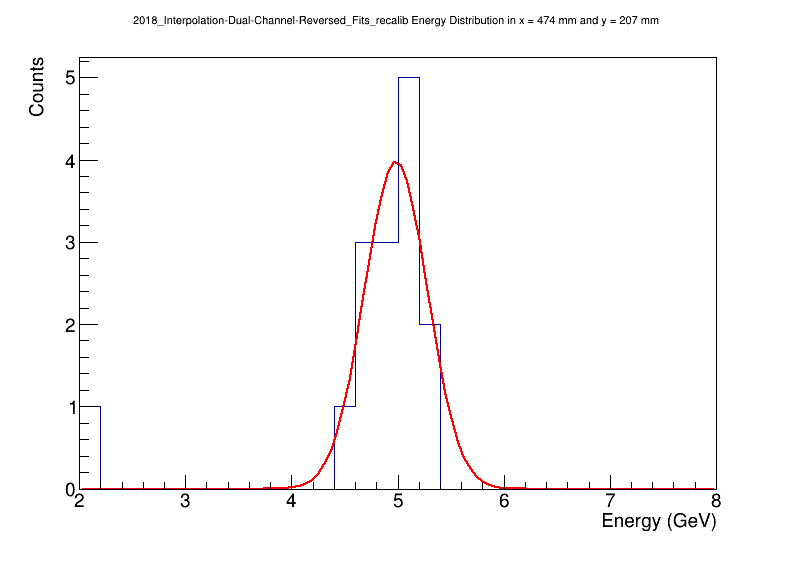 2018_Interpolation-Dual-Channel-Reversed_Fits_recalib Energy Distribution in x = 474 mm and y = 207 mm
Counts
5
4
3
2
1
0
2 3 4 5 6 7 8
Energy (GeV)